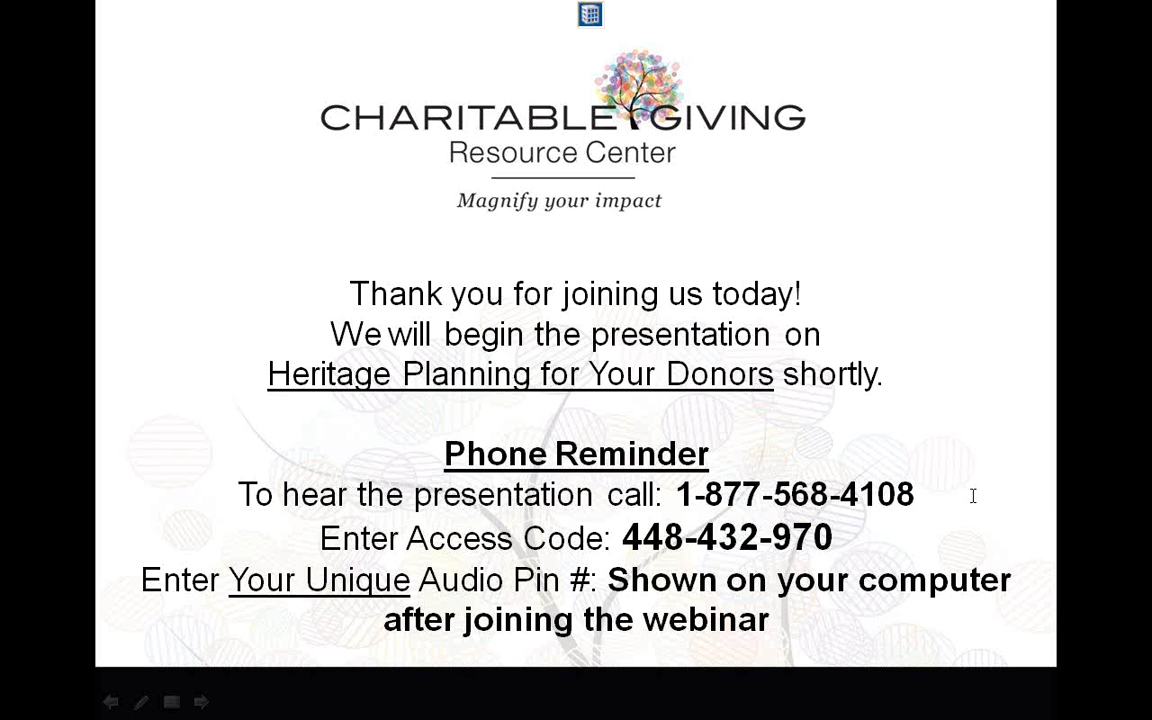 CHARITABLE GIVING
Resource Center
Magnify your impact
Thank you for joining us today!
We will begin the presentation on
Heritage Planning for Your Donors shortly.
Phone Reminder
To hear the presentation call: 1-877-568-4108
Enter Access Code: 448-432-970
Enter Your Unique Audio Pin #: Shown on your computer
after joining the webinar